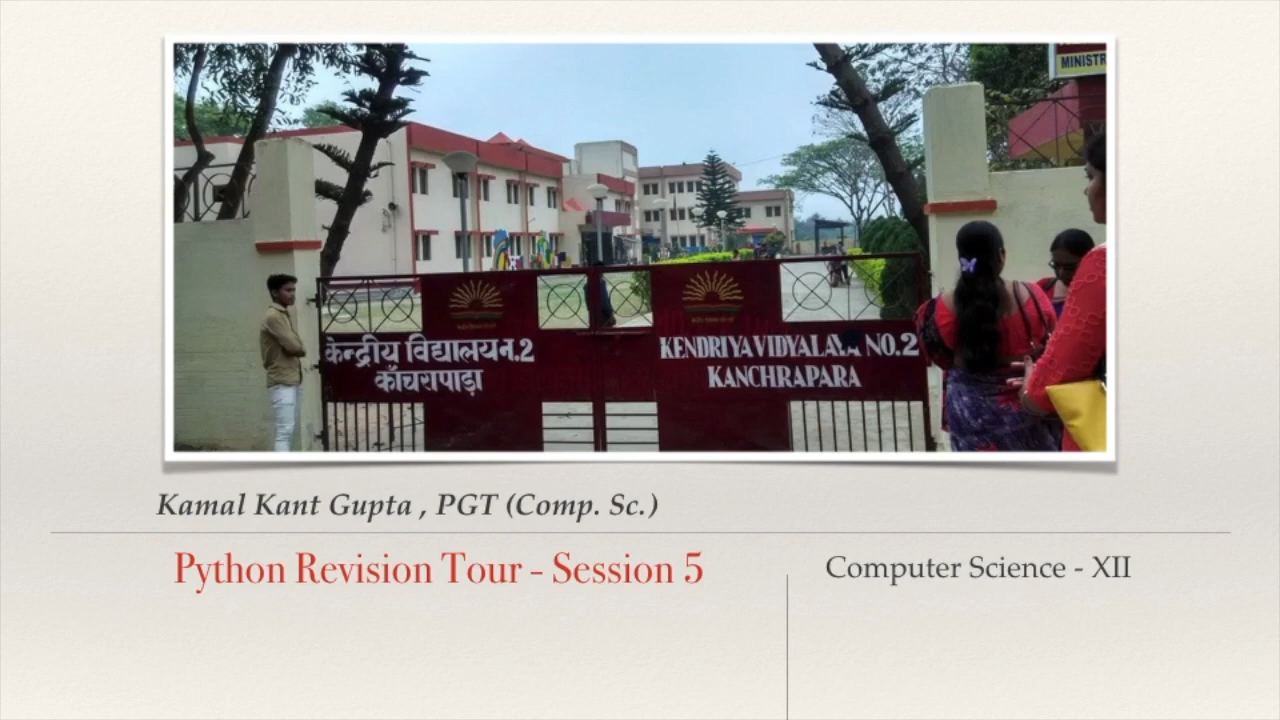 MINISTR
केन्द्रीय विद्यालय न.2
काँचरापाड़ा
KENDRIYA VIDYALAYA NO.2
KANCHRAPARA
Kamal Kant Gupta , PGT (Comp. Sc.)
Python Revision Tour - Session 5
Computer Science - XII